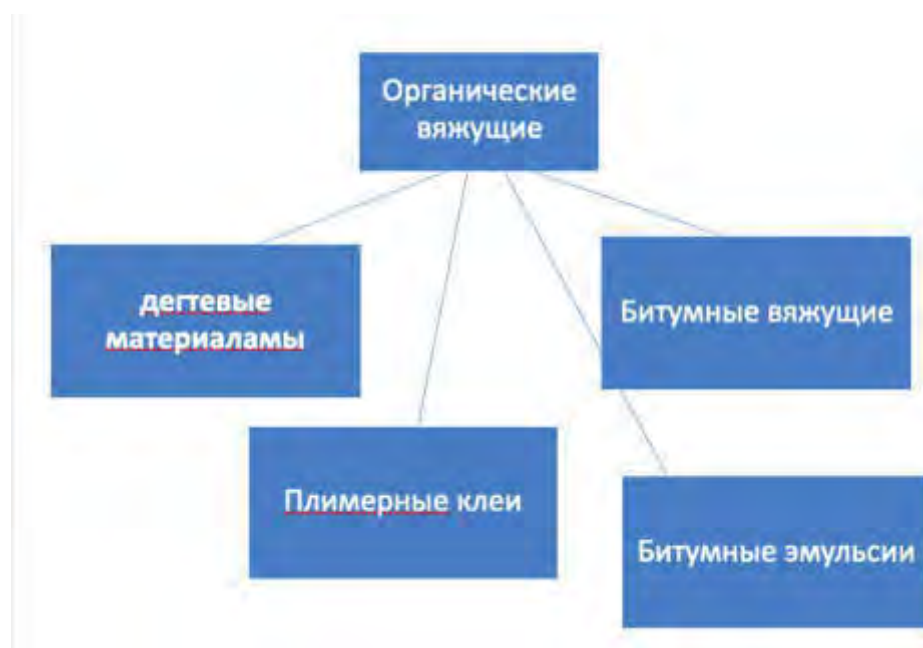 Органические
вяжущие
дегтевые
материаламы
Битумные вяжущие
Плимерные клеи
Битумные эмульсии